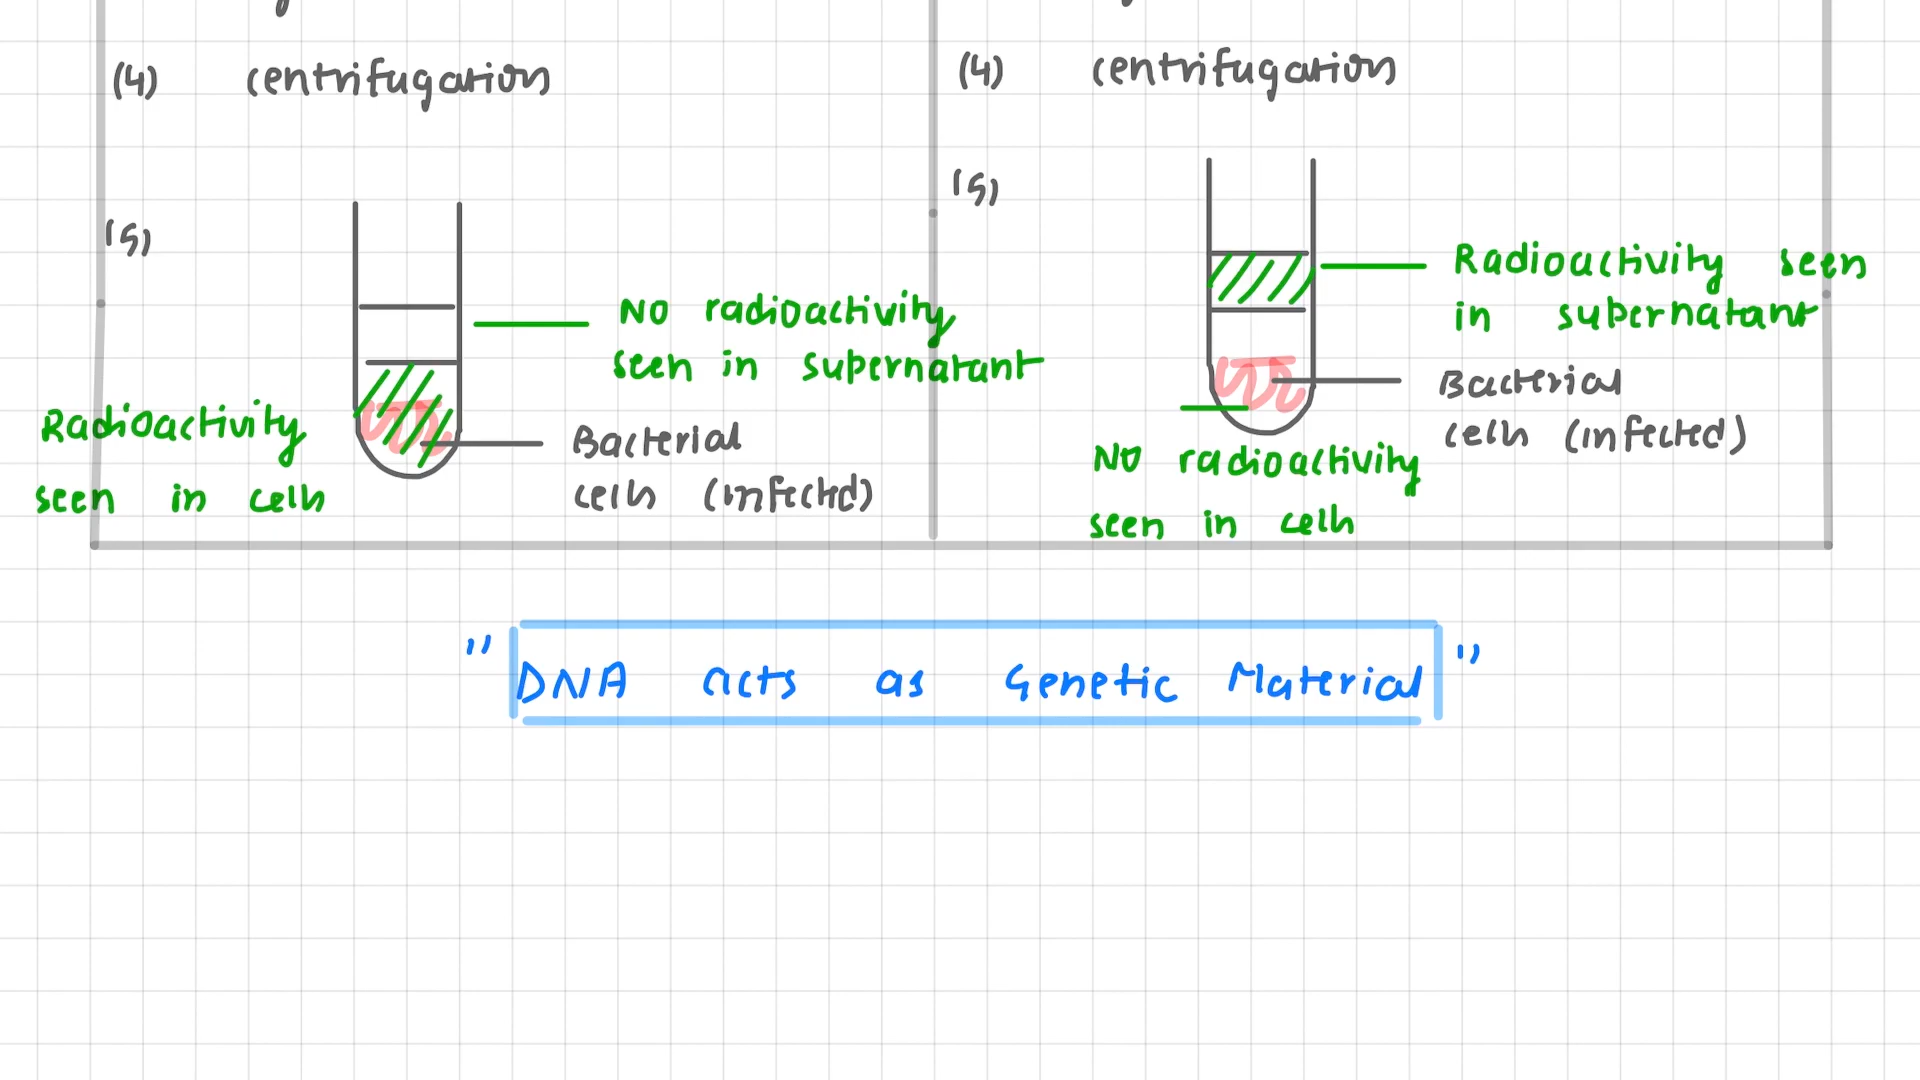 (4) centrifugation
(5)
No radioactivity
seen in supernatant
Radioactivity
seen in cells
Bacterial
cells (infected)
(4) centrifugation
(5)
Radioactivity seen
in supernatant
Bacterial
cells (infected)
No radioactivity
seen in cells
" DNA acts as Genetic Material "